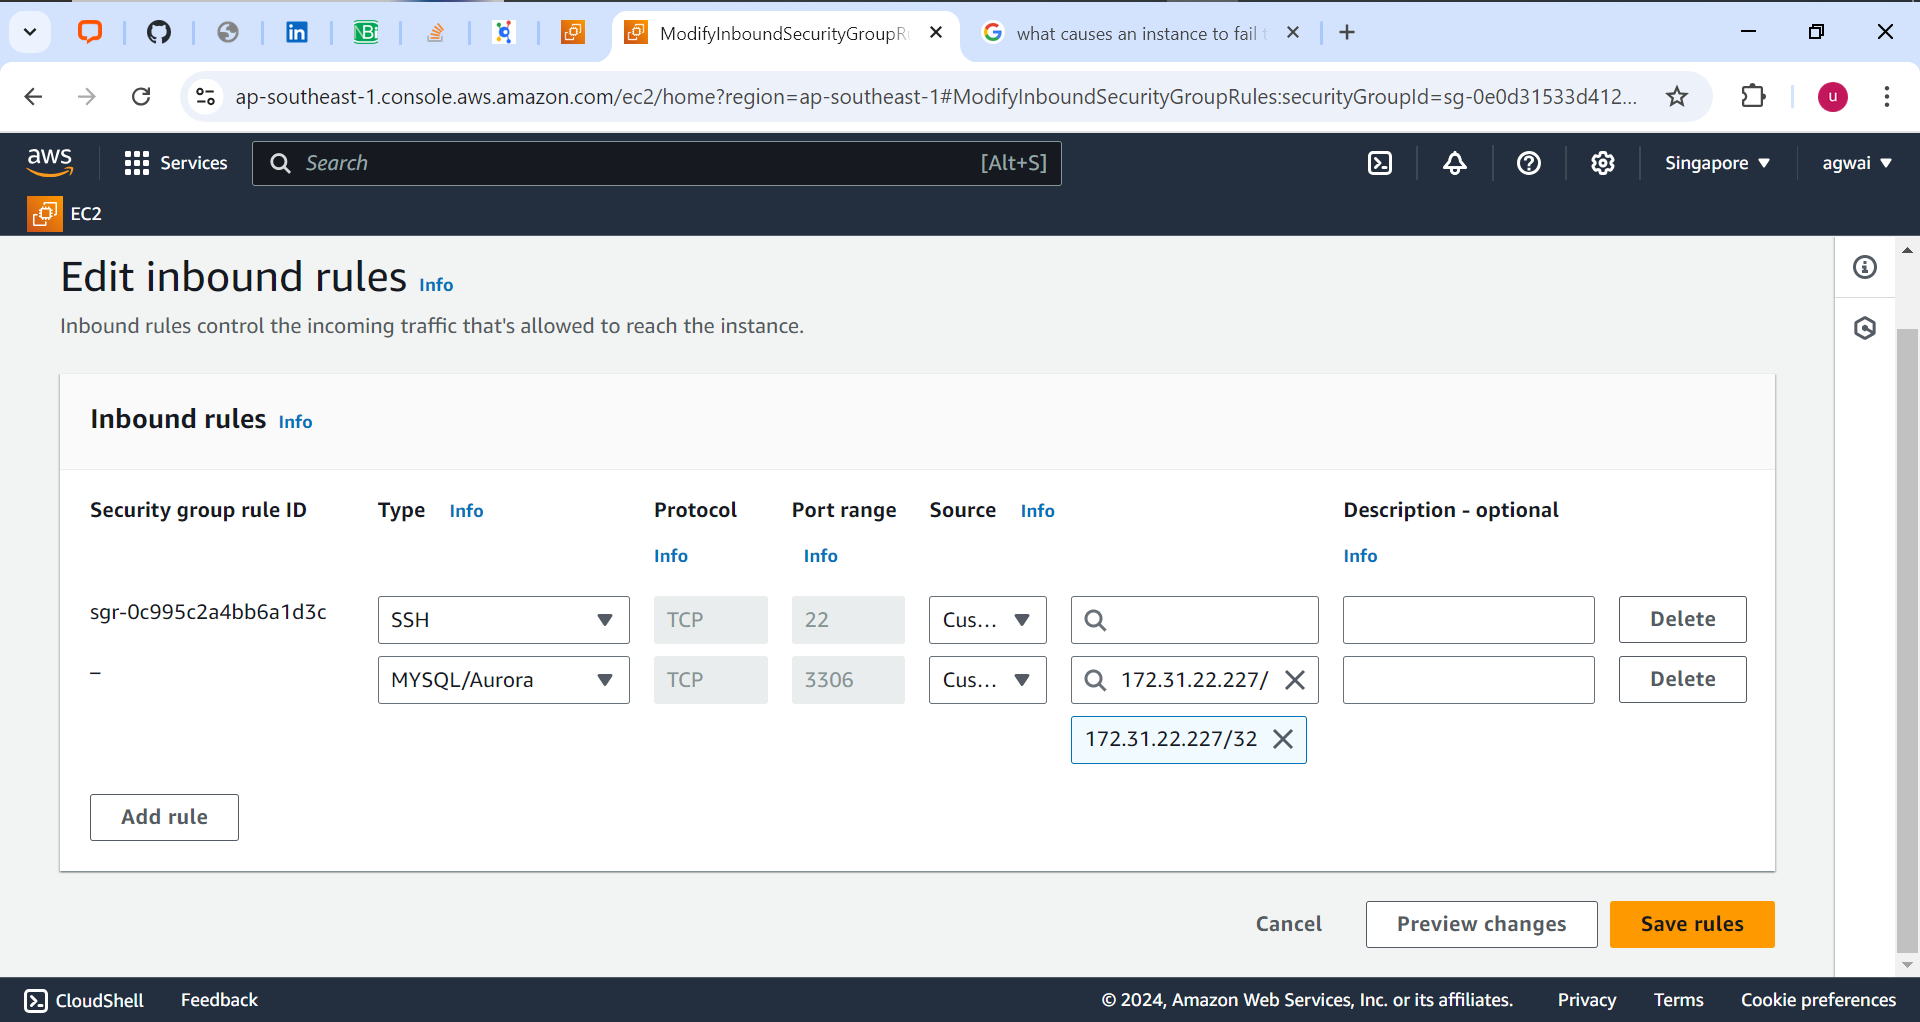 ModifyInboundSecurityGroupRu
what causes an instance to fail t
ap-southeast-1.console.aws.amazon.com/ec2/home?region=ap-southeast-1#ModifyInboundSecurityGroupRules:securityGroupId=sg-0e0d31533d412...
u
aws
Services
Search
[Alt+S]
Singapore
agwai
EC2
Edit inbound rules Info
Inbound rules control the incoming traffic that's allowed to reach the instance.
Inbound rules Info
Security group rule ID Type Info Protocol Port range Source Info Description - optional
Info Info Info
sgr-0c995c2a4bb6a1d3c SSH TCP 22 Cus... Delete
– MYSQL/Aurora TCP 3306 Cus... 172.31.22.227/ Delete
172.31.22.227/32
Add rule
Cancel Preview changes Save rules
CloudShell Feedback © 2024, Amazon Web Services, Inc. or its affiliates. Privacy Terms Cookie preferences